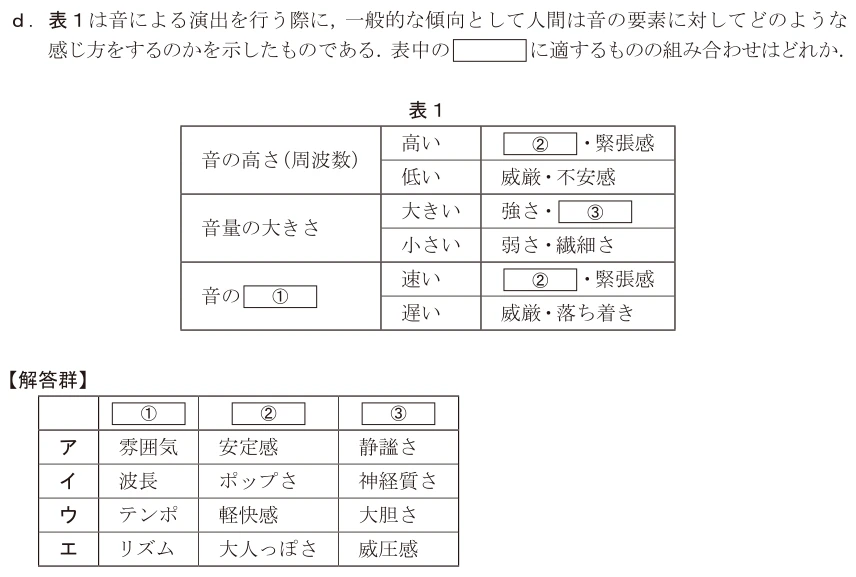 d．表1は音による演出を行う際に，一般的な傾向として人間は音の要素に対してどのような
感じ方をするのかを示したものである．表中の　　　に適するものの組み合わせはどれか．
表1
音の高さ（周波数） 高い ②・緊張感
低い 威厳・不安感
音量の大きさ 大きい 強さ・③
小さい 弱さ・繊細さ
音の① 速い ②・緊張感
遅い 威厳・落ち着き
【解答群】
① ② ③
ア 雰囲気 安定感 静謐さ
イ 波長 ポップさ 神経質さ
ウ テンポ 軽快感 大胆さ
エ リズム 大人っぽさ 威圧感